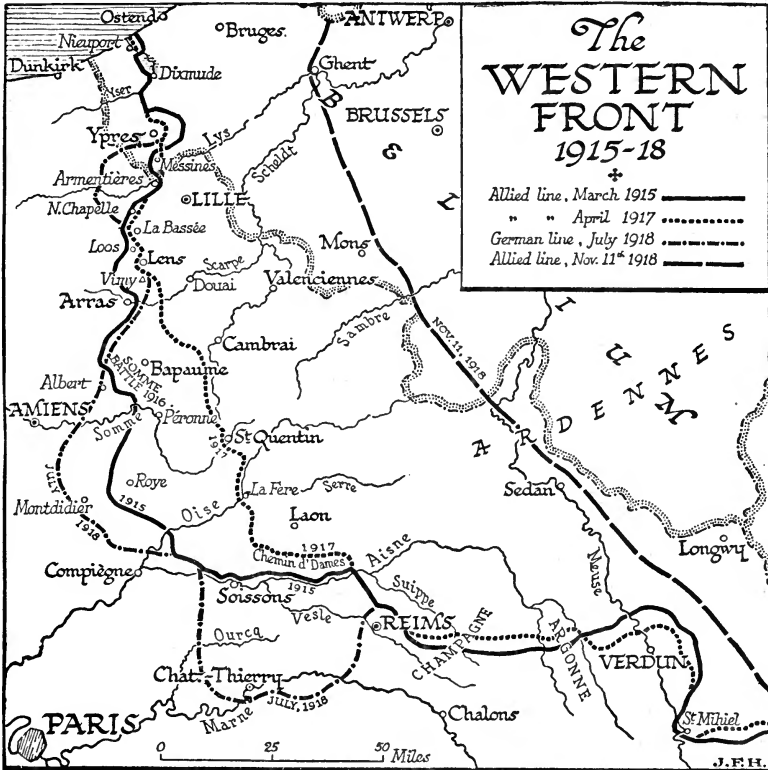 The
WESTERN
FRONT
1915-18
Allied line, March 1915
" " April 1917
German line, July 1918
Allied line, Nov. 11th 1918
Ostend
Nieuport
Dunkirk
Bruges.
ANTWERP
Ghent
Dixmude
Yser
BRUSSELS
BELGIUM
Ypres
Lys
Messines
Scheldt
Armentières
LILLE
N. Chapelle
La Bassée
Loos
Lens
Mons
Scarpe
Vimy
Douai
Valenciennes
Arras
Sambre
NOV. 11, 1918
Cambrai
SOMME
BATTLE 1916
Bapaume
Albert
AMIENS
Somme
Péronne
1917
St Quentin
ARDENNES
JULY
1918
Roye
1915
Montdidier
Oise
La Fère
Serre
Laon
Sedan
Longwy
1917
Chemin d'Dames
Aisne
Meuse
Compiègne
1915
Soissons
Suippe
Vesle
REIMS
CHAMPAGNE
ARGONNE
VERDUN
Ourcq
Chat.-Thierry
JULY, 1918
Marne
Chalons
St Mihiel
PARIS
0 25 50 Miles
J.F.H.